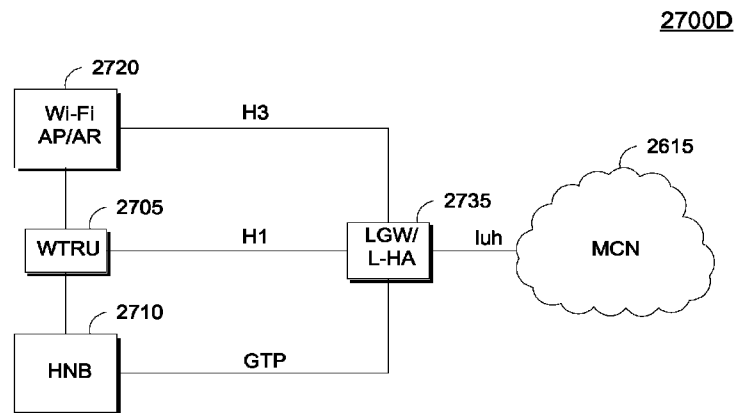 2700D
2720
Wi-Fi
AP/AR
H3
2615
2705
2735
WTRU
H1
LGW/
L-HA
Iuh
MCN
2710
HNB
GTP